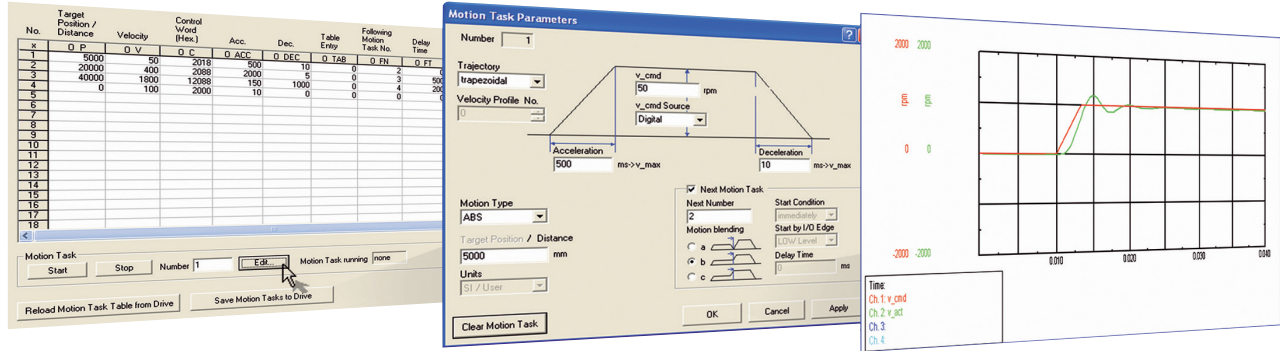 No.
Target Position / Distance
Velocity
Control Word (Hex.)
Acc.
Dec.
Table Entry
Following Motion Task No.
Delay Time
x O_P O_V O_C O_ACC O_DEC O_TAB O_FN O_FT
1 5000 50 2018 500 10 0 2 0
2 20000 400 2088 2000 5 0 3 500
3 40000 1800 12088 150 1000 0 4 200
4 0 100 2000 10 0 0 0 0
5
6
7
8
9
10
11
12
13
14
15
16
17
18
Motion Task
Start Stop Number 1 Edit... Motion Task running none
Reload Motion Task Table from Drive Save Motion Tasks to Drive
Motion Task Parameters
Number 1
Trajectory
trapezoidal
Velocity Profile No.
0
v_cmd
50 rpm
v_cmd Source
Digital
Acceleration
500 ms->v_max
Deceleration
10 ms->v_max
Motion Type
ABS
Target Position / Distance
5000 mm
Units
SI / User
Clear Motion Task
Next Motion Task
Next Number
2
Motion blending
a
b
c
Start Condition
immediately
Start by I/O Edge
LOW Level
Delay Time
0 ms
OK Cancel Apply
2000 2000
rpm rpm
0 0
-2000 -2000
0.010 0.020 0.030 0.040
Time:
Ch. 1: v_cmd
Ch. 2: v_act
Ch. 3:
Ch. 4: